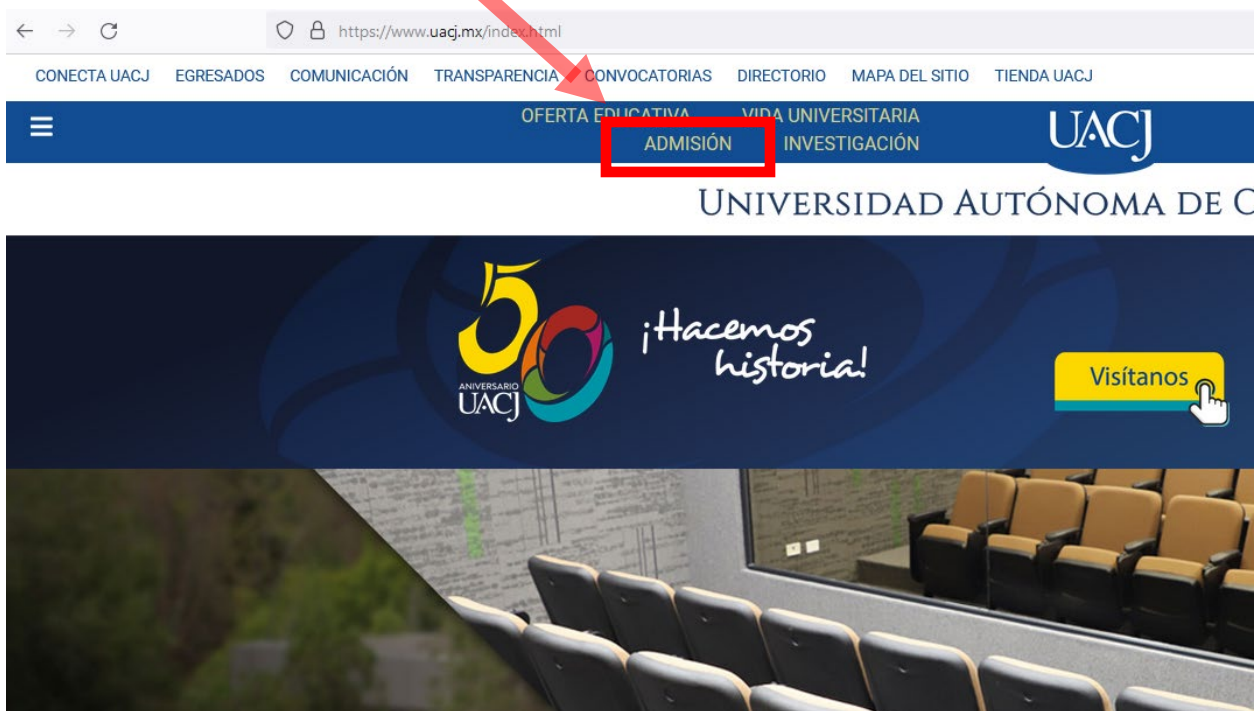 https://www.uacj.mx/index.html
CONECTA UACJ EGRESADOS COMUNICACIÓN TRANSPARENCIA CONVOCATORIAS DIRECTORIO MAPA DEL SITIO TIENDA UACJ
OFERTA EDUCATIVA VIDA UNIVERSITARIA
ADMISIÓN INVESTIGACIÓN
UACJ
UNIVERSIDAD AUTÓNOMA DE C
50
ANIVERSARIO
UACJ
¡Hacemos
historia!
Visítanos